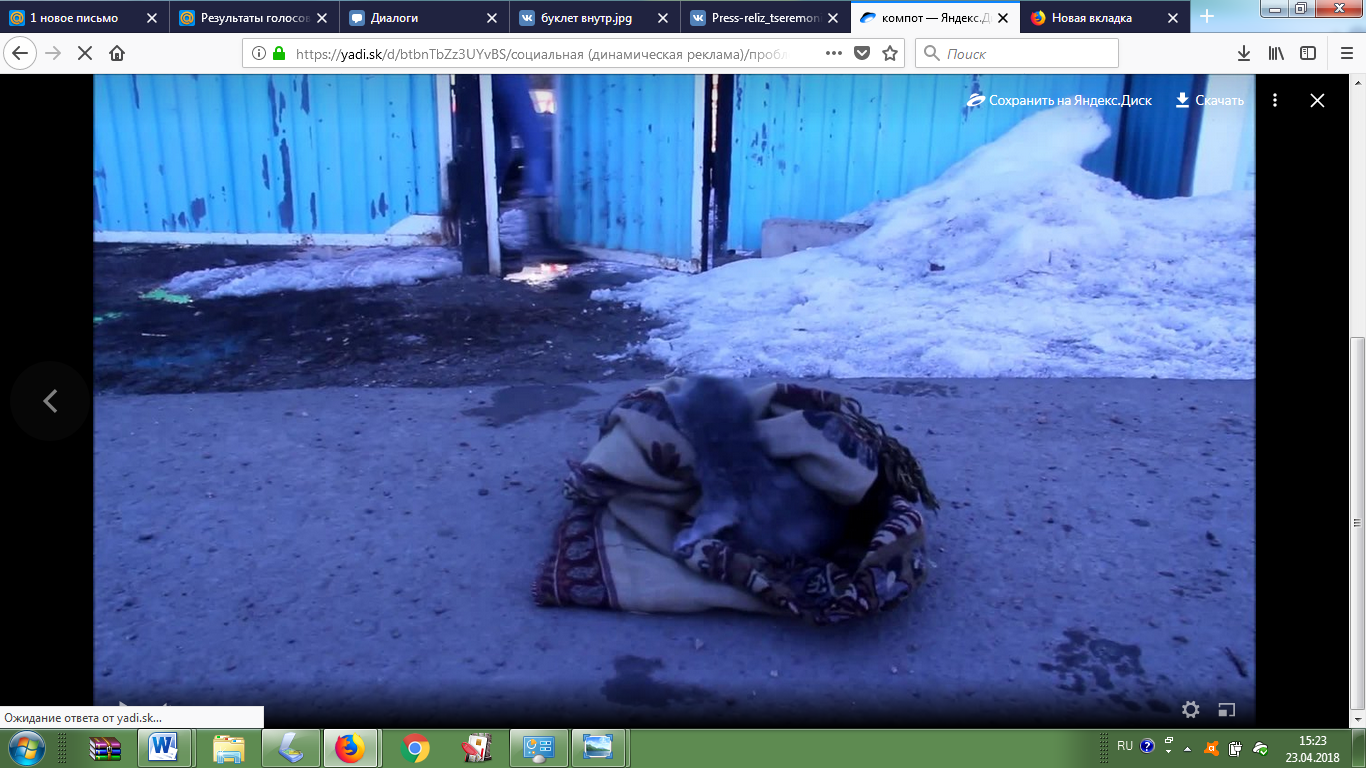 1 новое письмо
Результаты голосов
Диалоги
буклет внутр.jpg
Press-reliz_tseremon
компот — Яндекс.Д
Новая вкладка
https://yadi.sk/d/btbnTbZz3UYvBS/социальная (динамическая реклама)/проб
Поиск
Сохранить на Яндекс.Диск
Скачать
Ожидание ответа от yadi.sk...
RU
15:23
23.04.2018